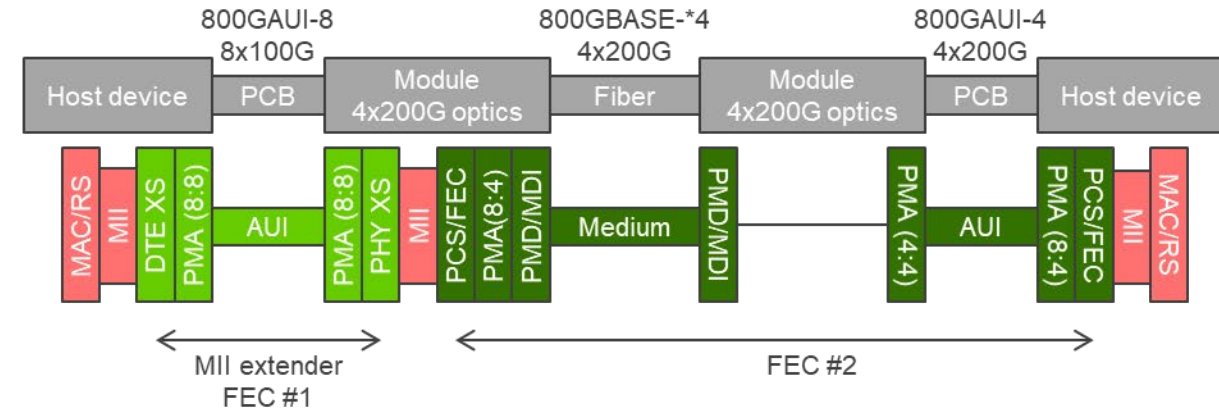 800GAUI-8
8x100G
800GBASE-*4
4x200G
800GAUI-4
4x200G
Host device
PCB
Module
4x200G optics
Fiber
Module
4x200G optics
PCB
Host device
MAC/RS
MII
DTE XS
PMA (8:8)
AUI
PMA (8:8)
PHY XS
MII
PCS/FEC
PMA(8:4)
PMD/MDI
Medium
PMD/MDI
PMA (4:4)
AUI
PMA (8:4)
PCS/FEC
MII
MAC/RS
MII extender
FEC #1
FEC #2